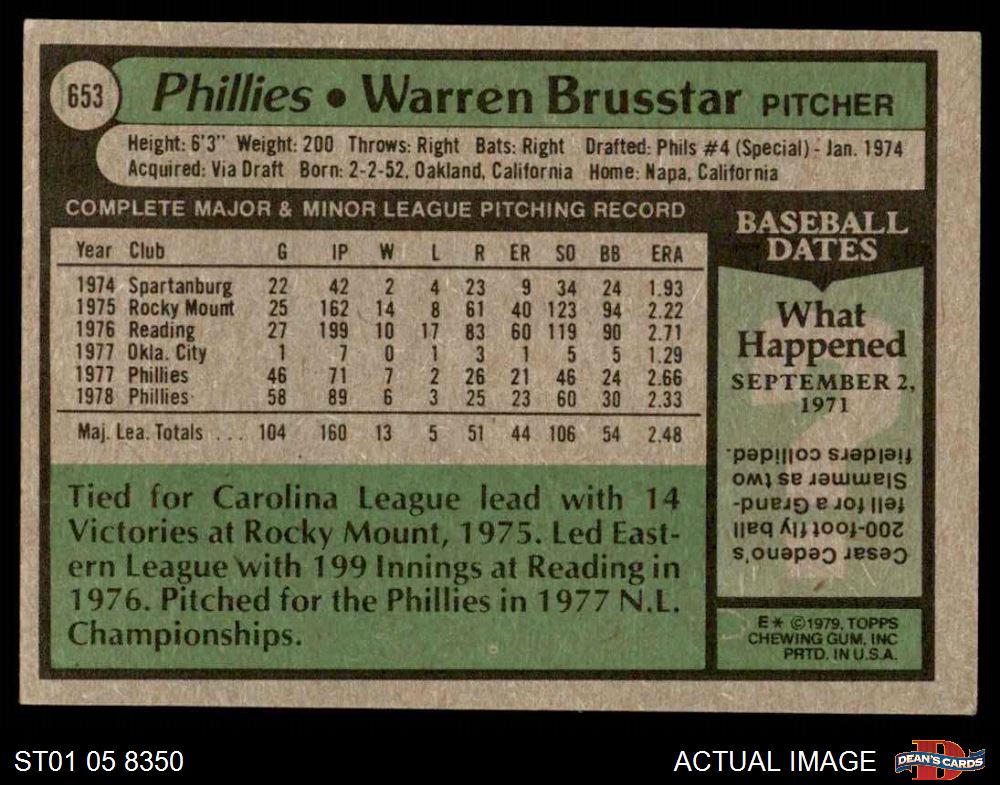 653
Phillies • Warren Brusstar PITCHER
Height: 6'3" Weight: 200 Throws: Right Bats: Right Drafted: Phils #4 (Special) - Jan. 1974
Acquired: Via Draft Born: 2-2-52, Oakland, California Home: Napa, California
COMPLETE MAJOR & MINOR LEAGUE PITCHING RECORD
Year Club G IP W L R ER SO BB ERA
1974 Spartanburg 22 42 2 4 23 9 34 24 1.93
1975 Rocky Mount 25 162 14 8 61 40 123 94 2.22
1976 Reading 27 199 10 17 83 60 119 90 2.71
1977 Okla. City 1 7 0 1 3 1 5 5 1.29
1977 Phillies 46 71 7 2 26 21 46 24 2.66
1978 Phillies 58 89 6 3 25 23 60 30 2.33
Maj. Lea. Totals ... 104 160 13 5 51 44 106 54 2.48
Tied for Carolina League lead with 14
Victories at Rocky Mount, 1975. Led East-
ern League with 199 Innings at Reading in
1976. Pitched for the Phillies in 1977 N.L.
Championships.
BASEBALL
DATES
What
Happened
SEPTEMBER 2,
1971
Cesar Cedeno's
200-foot fly ball
fell for a Grand-
Slammer as two
fielders collided.
E* ©1979, TOPPS
CHEWING GUM, INC
PRTD. IN U.S.A.
ST01 05 8350
ACTUAL IMAGE
DEAN'S CARDS